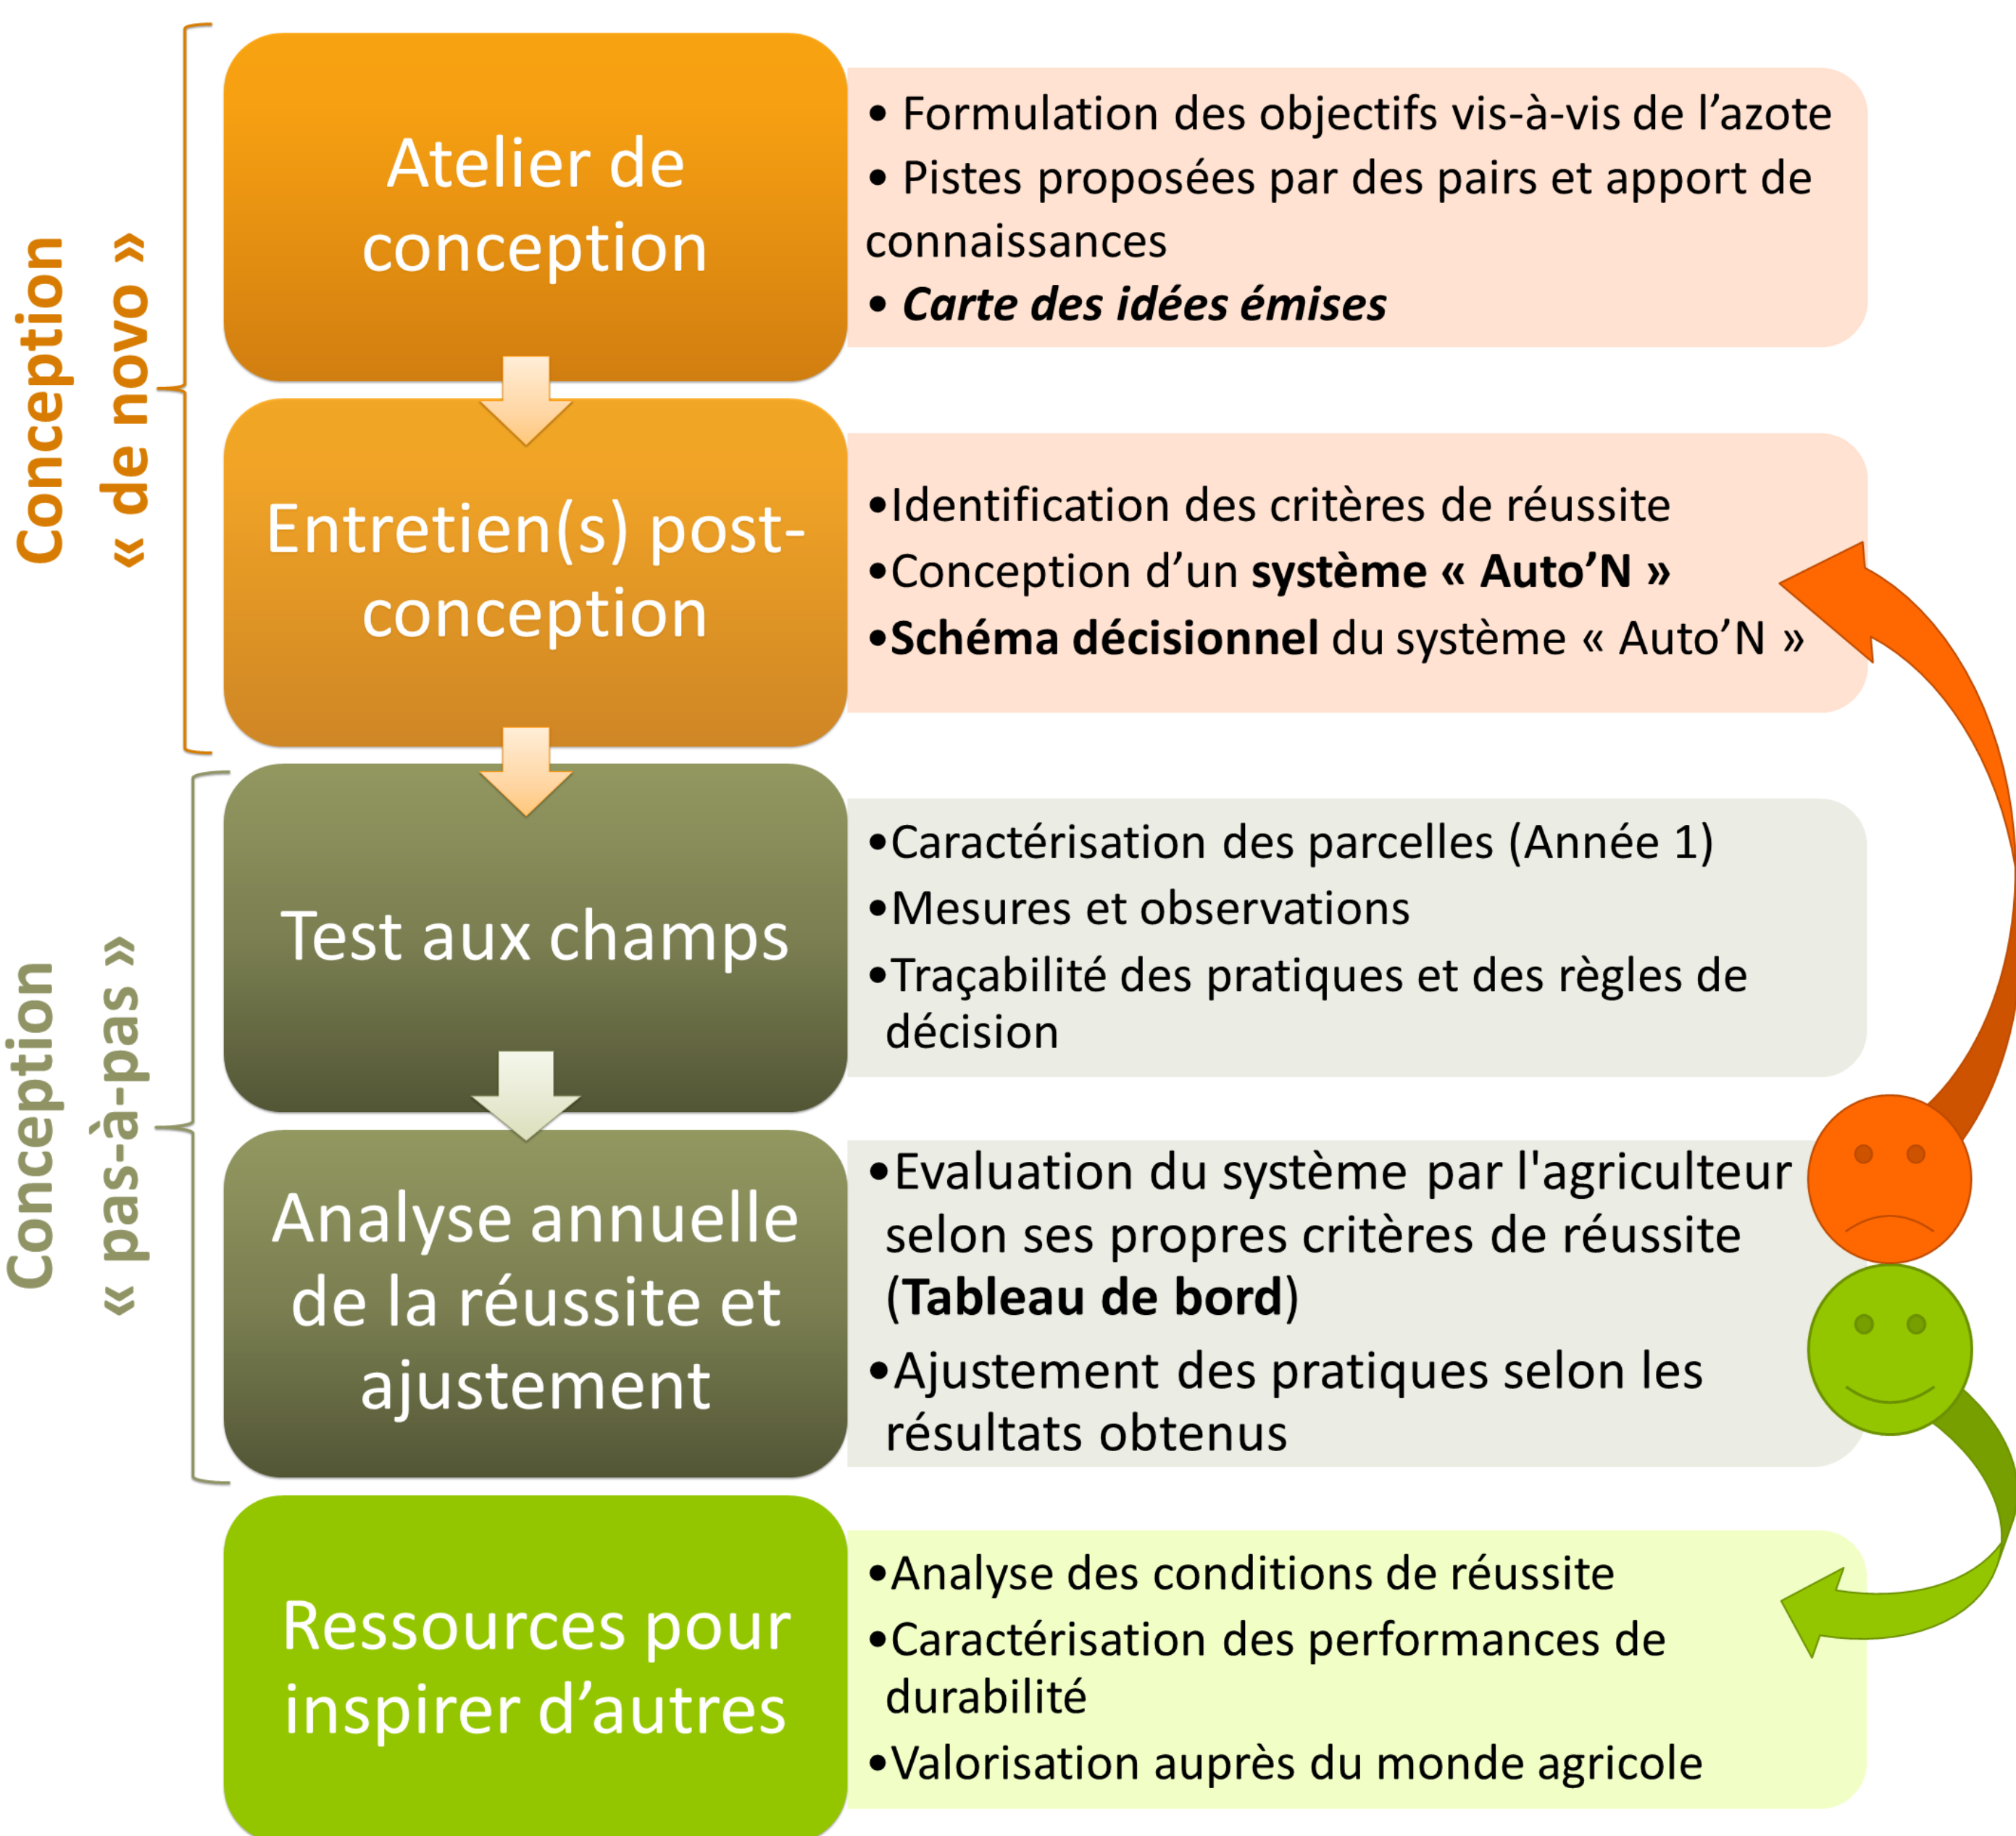 Conception
« de novo »
Atelier de
conception
• Formulation des objectifs vis-à-vis de l’azote
• Pistes proposées par des pairs et apport de
connaissances
• Carte des idées émises
Entretien(s) post-
conception
•Identification des critères de réussite
•Conception d’un système « Auto’N »
•Schéma décisionnel du système « Auto’N »
Conception
« pas-à-pas »
Test aux champs
•Caractérisation des parcelles (Année 1)
•Mesures et observations
•Traçabilité des pratiques et des règles de
décision
Analyse annuelle
de la réussite et
ajustement
•Evaluation du système par l'agriculteur
selon ses propres critères de réussite
(Tableau de bord)
•Ajustement des pratiques selon les
résultats obtenus
Ressources pour
inspirer d’autres
•Analyse des conditions de réussite
•Caractérisation des performances de
durabilité
•Valorisation auprès du monde agricole